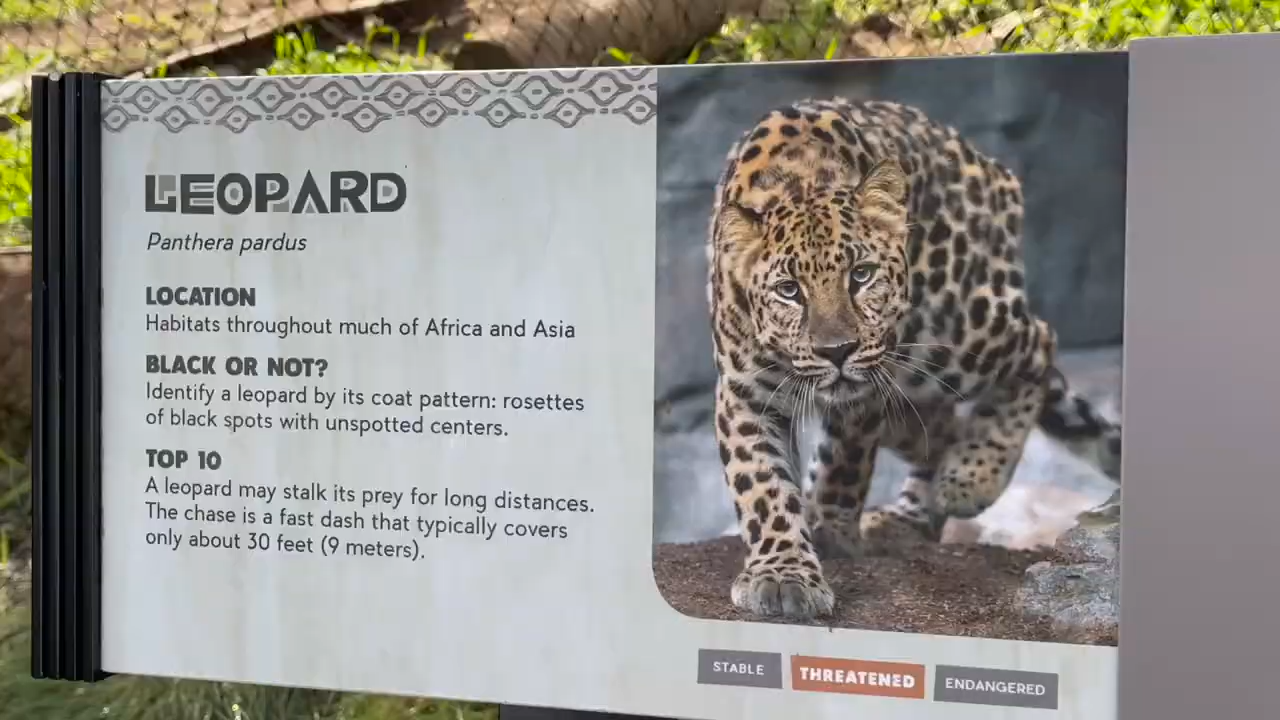 LEOPARD
Panthera pardus
LOCATION
Habitats throughout much of Africa and Asia
BLACK OR NOT?
Identify a leopard by its coat pattern: rosettes
of black spots with unspotted centers.
TOP 10
A leopard may stalk its prey for long distances.
The chase is a fast dash that typically covers
only about 30 feet (9 meters).
STABLE THREATENED ENDANGERED